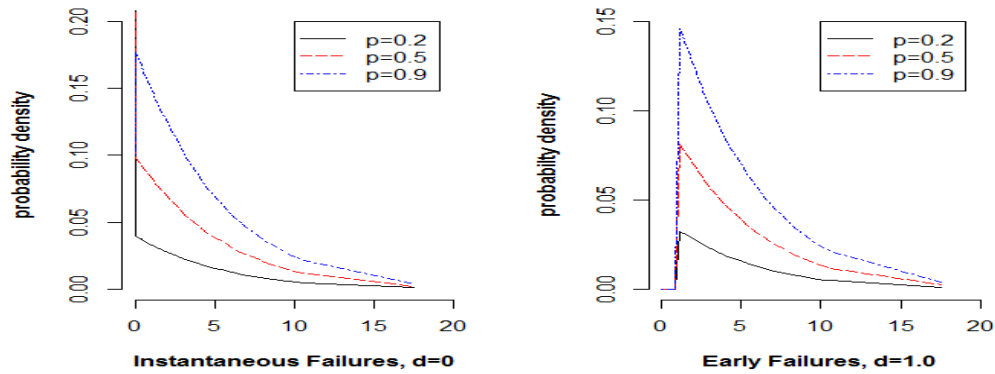 probability density
0.00 0.05 0.10 0.15 0.20
p=0.2
p=0.5
p=0.9
0 5 10 15 20
Instantaneous Failures, d=0
probability density
0.00 0.05 0.10 0.15
p=0.2
p=0.5
p=0.9
0 5 10 15 20
Early Failures, d=1.0